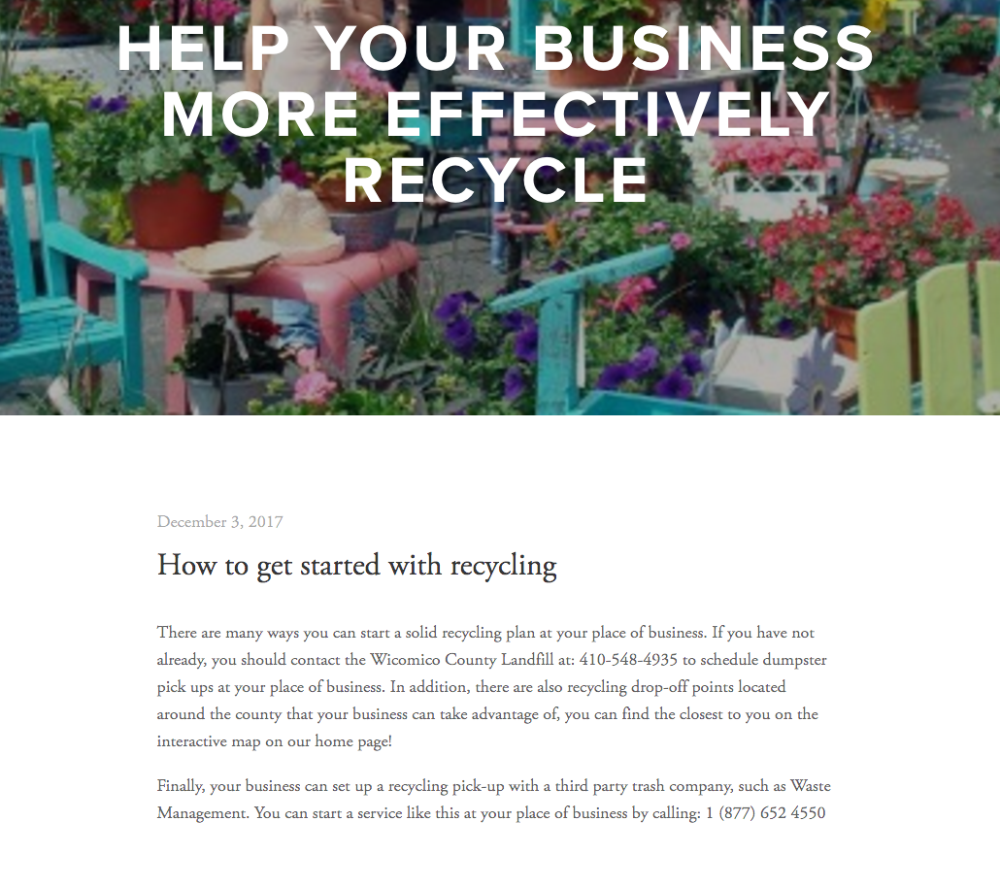 HELP YOUR BUSINESS
MORE EFFECTIVELY
RECYCLE
December 3, 2017
How to get started with recycling
There are many ways you can start a solid recycling plan at your place of business. If you have not
already, you should contact the Wicomico County Landfill at: 410-548-4935 to schedule dumpster
pick ups at your place of business. In addition, there are also recycling drop-off points located
around the county that your business can take advantage of, you can find the closest to you on the
interactive map on our home page!
Finally, your business can set up a recycling pick-up with a third party trash company, such as Waste
Management. You can start a service like this at your place of business by calling: 1 (877) 652 4550